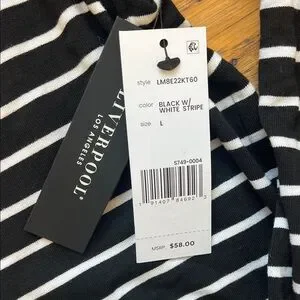 LIVERPOOL®
LOS ANGELES
style LM8E22KT60
color BLACK W/
WHITE STRIPE
size L
S749-0004
MSRP $58.00